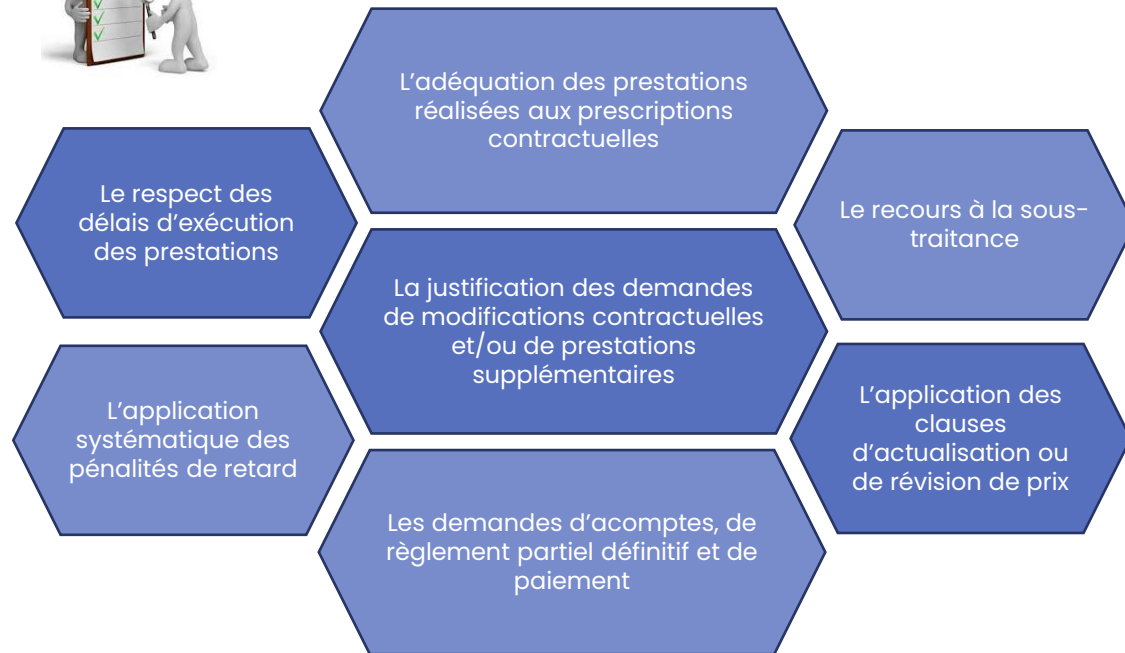 L’adéquation des prestations
réalisées aux prescriptions
contractuelles
Le respect des
délais d’exécution
des prestations
Le recours à la sous-
traitance
La justification des demandes
de modifications contractuelles
et/ou de prestations
supplémentaires
L’application
systématique des
pénalités de retard
L’application des
clauses
d’actualisation ou
de révision de prix
Les demandes d’acomptes, de
règlement partiel définitif et de
paiement